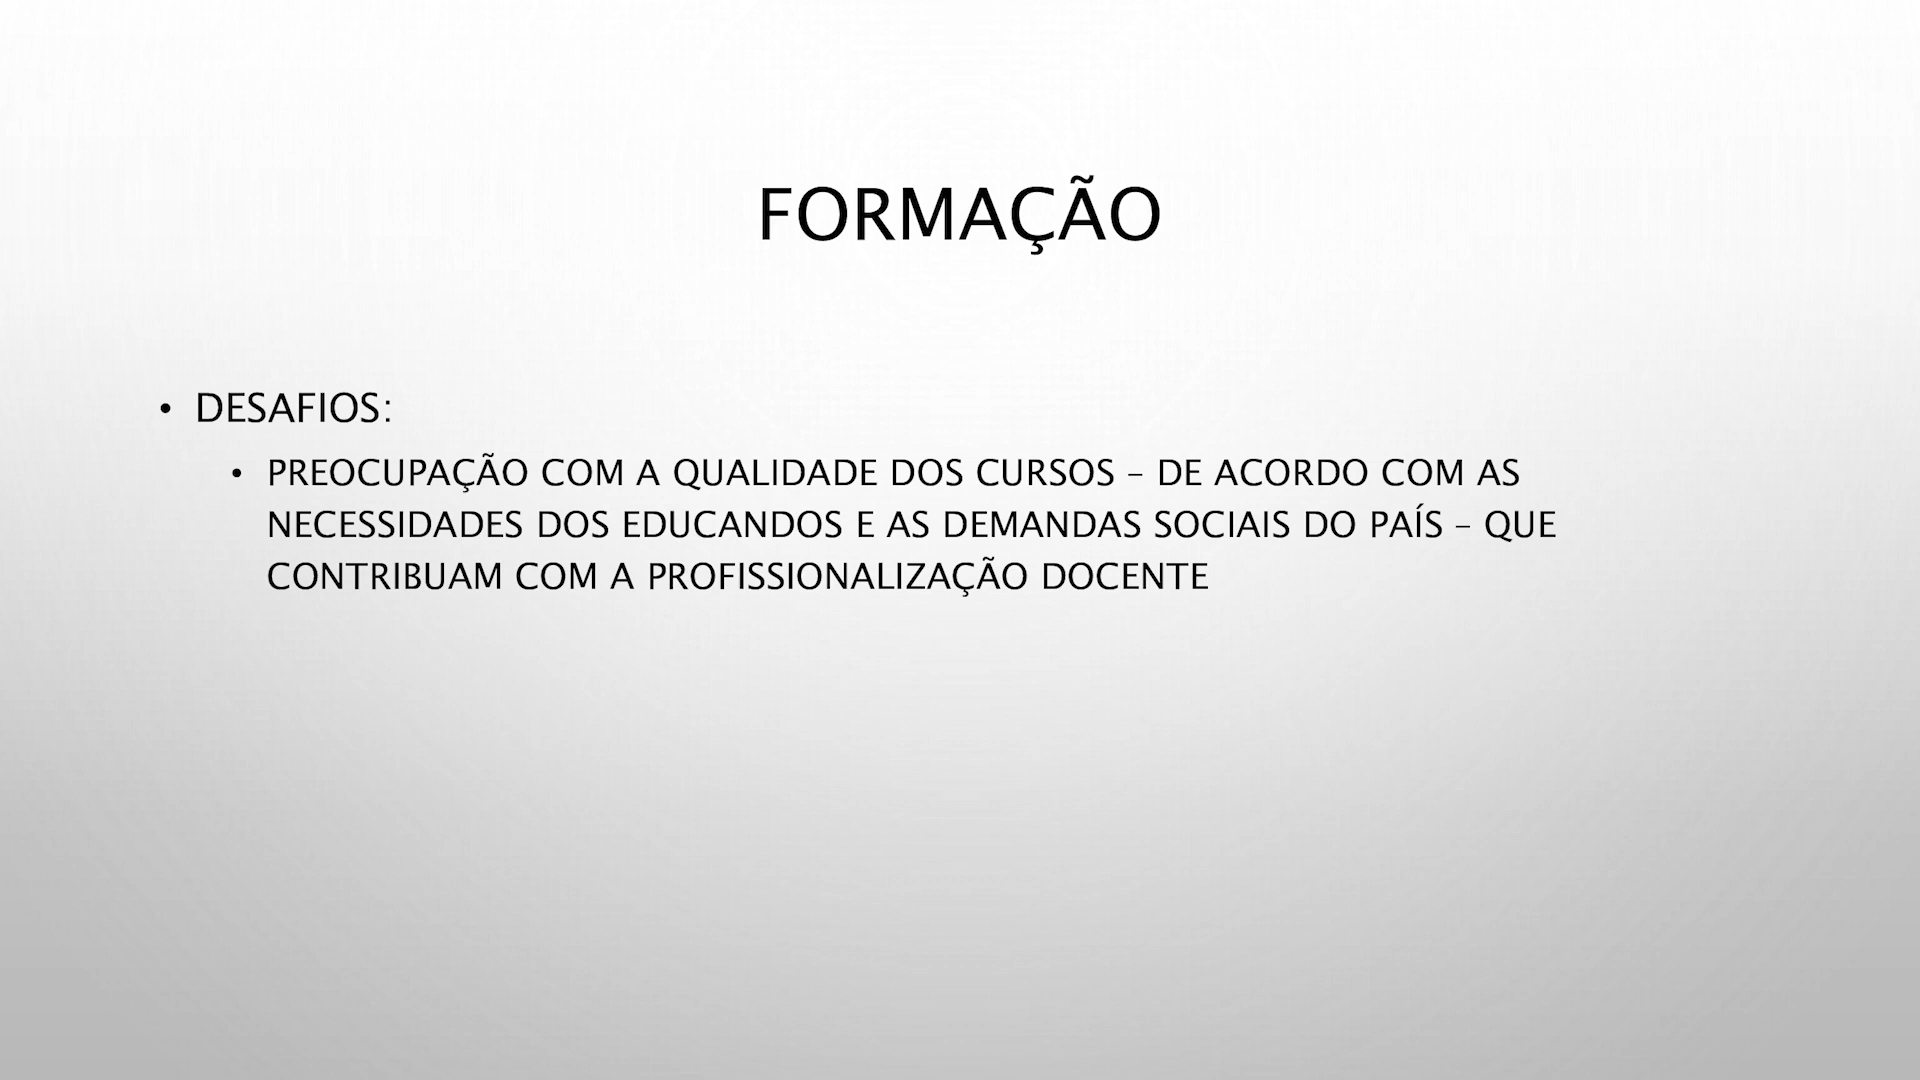 FORMAÇÃO
• DESAFIOS:
• PREOCUPAÇÃO COM A QUALIDADE DOS CURSOS – DE ACORDO COM AS
NECESSIDADES DOS EDUCANDOS E AS DEMANDAS SOCIAIS DO PAÍS – QUE
CONTRIBUAM COM A PROFISSIONALIZAÇÃO DOCENTE